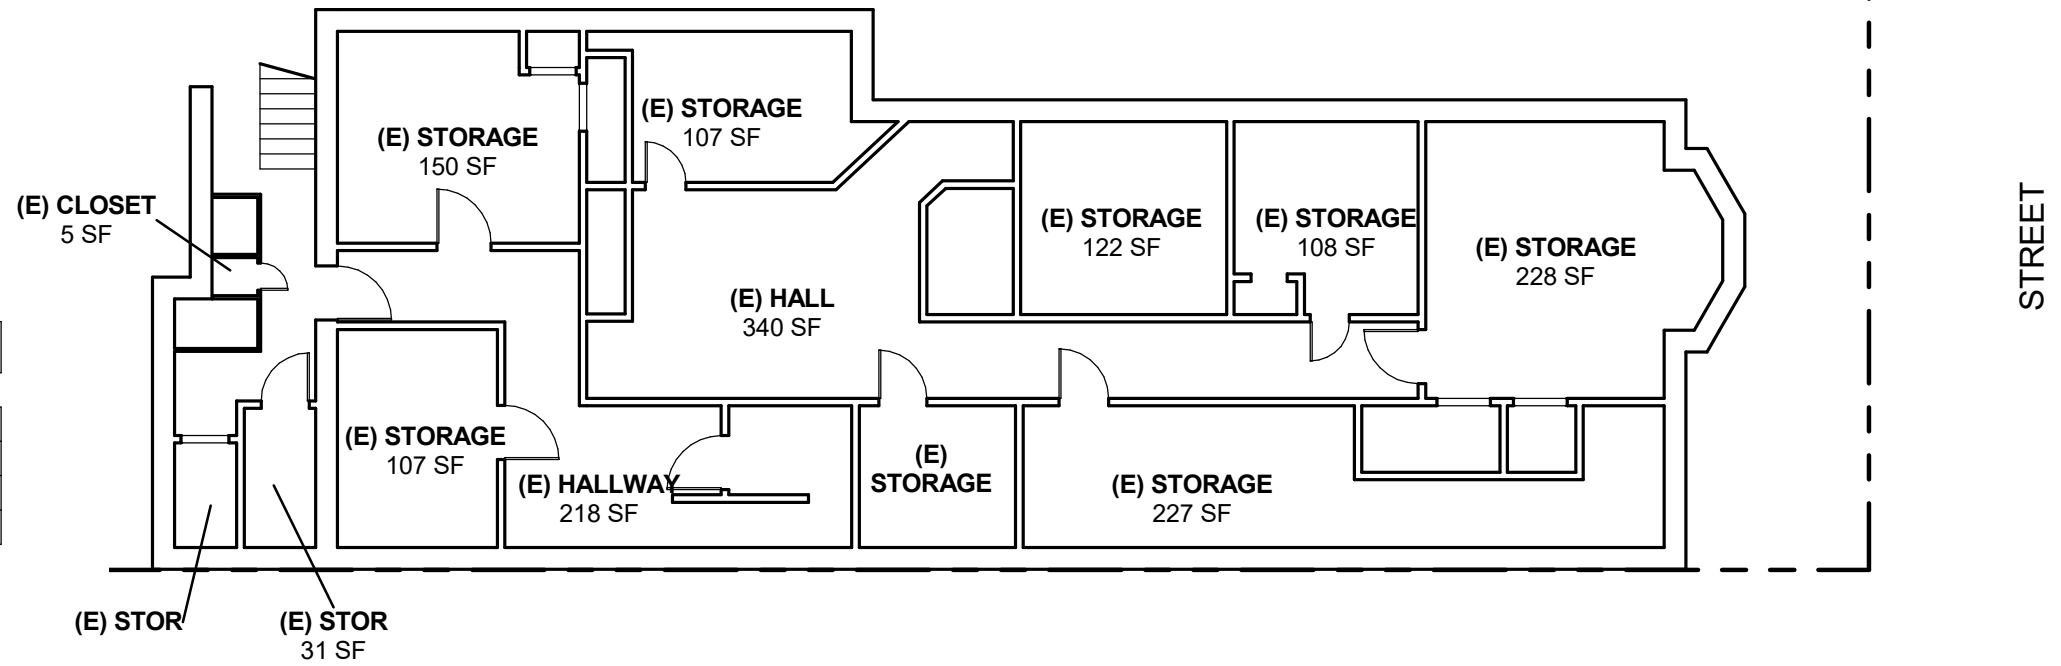 (E) STORAGE
107 SF
(E) STORAGE
150 SF
(E) CLOSET
5 SF
(E) STORAGE
122 SF
(E) STORAGE
108 SF
(E) STORAGE
228 SF
STREET
(E) HALL
340 SF
(E) STORAGE
107 SF
(E) HALLWAY
218 SF
(E)
STORAGE
(E) STORAGE
227 SF
(E) STOR
(E) STOR
31 SF